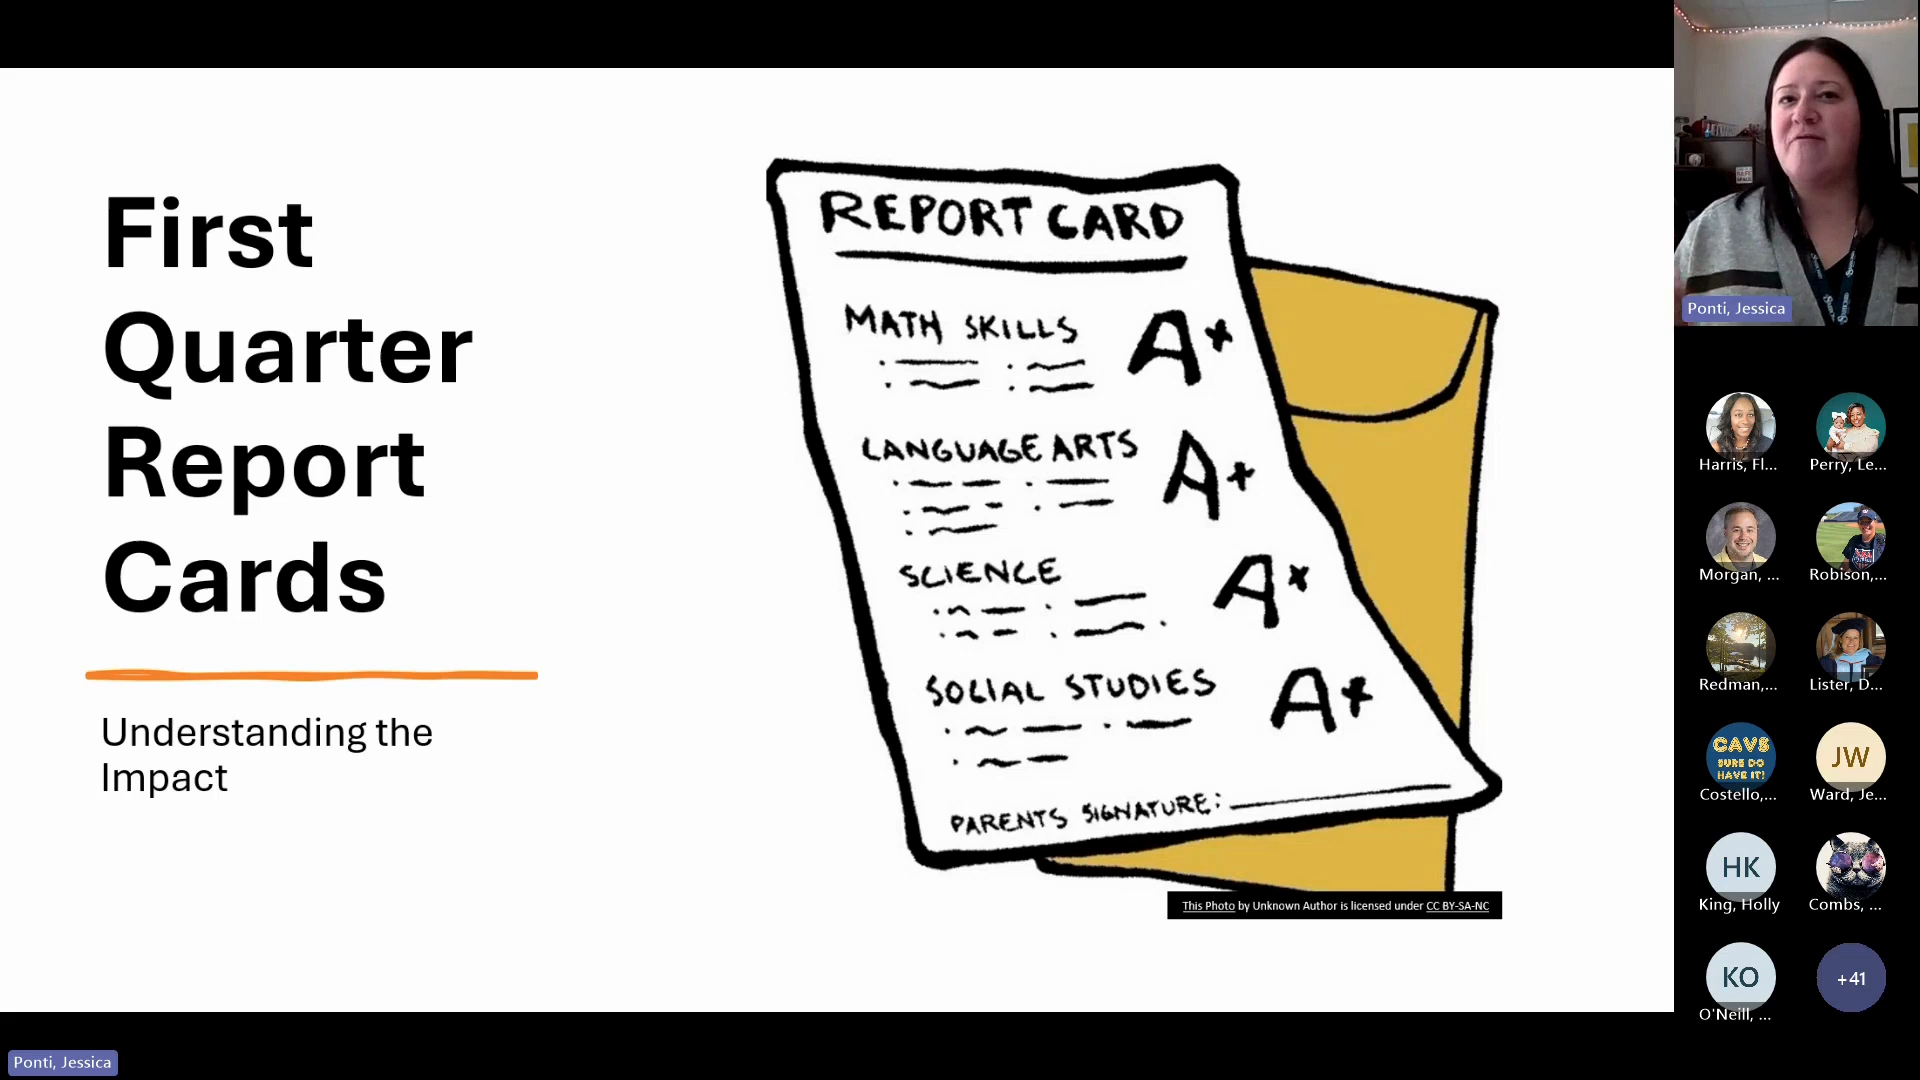 First
Quarter
Report
Cards
Understanding the
Impact
REPORT CARD
MATH SKILLS A+
LANGUAGE ARTS A+
SCIENCE A+
SOCIAL STUDIES A+
PARENTS SIGNATURE:
This Photo by Unknown Author is licensed under CC BY-SA-NC
Ponti, Jessica
Harris, Fl...
Perry, Le...
Morgan, ...
Robison,...
Redman,...
Lister, D...
CAVS
SURE DO
HAVE IT!
Costello,...
JW
Ward, Je...
HK
King, Holly
Combs, ...
KO
O'Neill, ...
+41
Ponti, Jessica